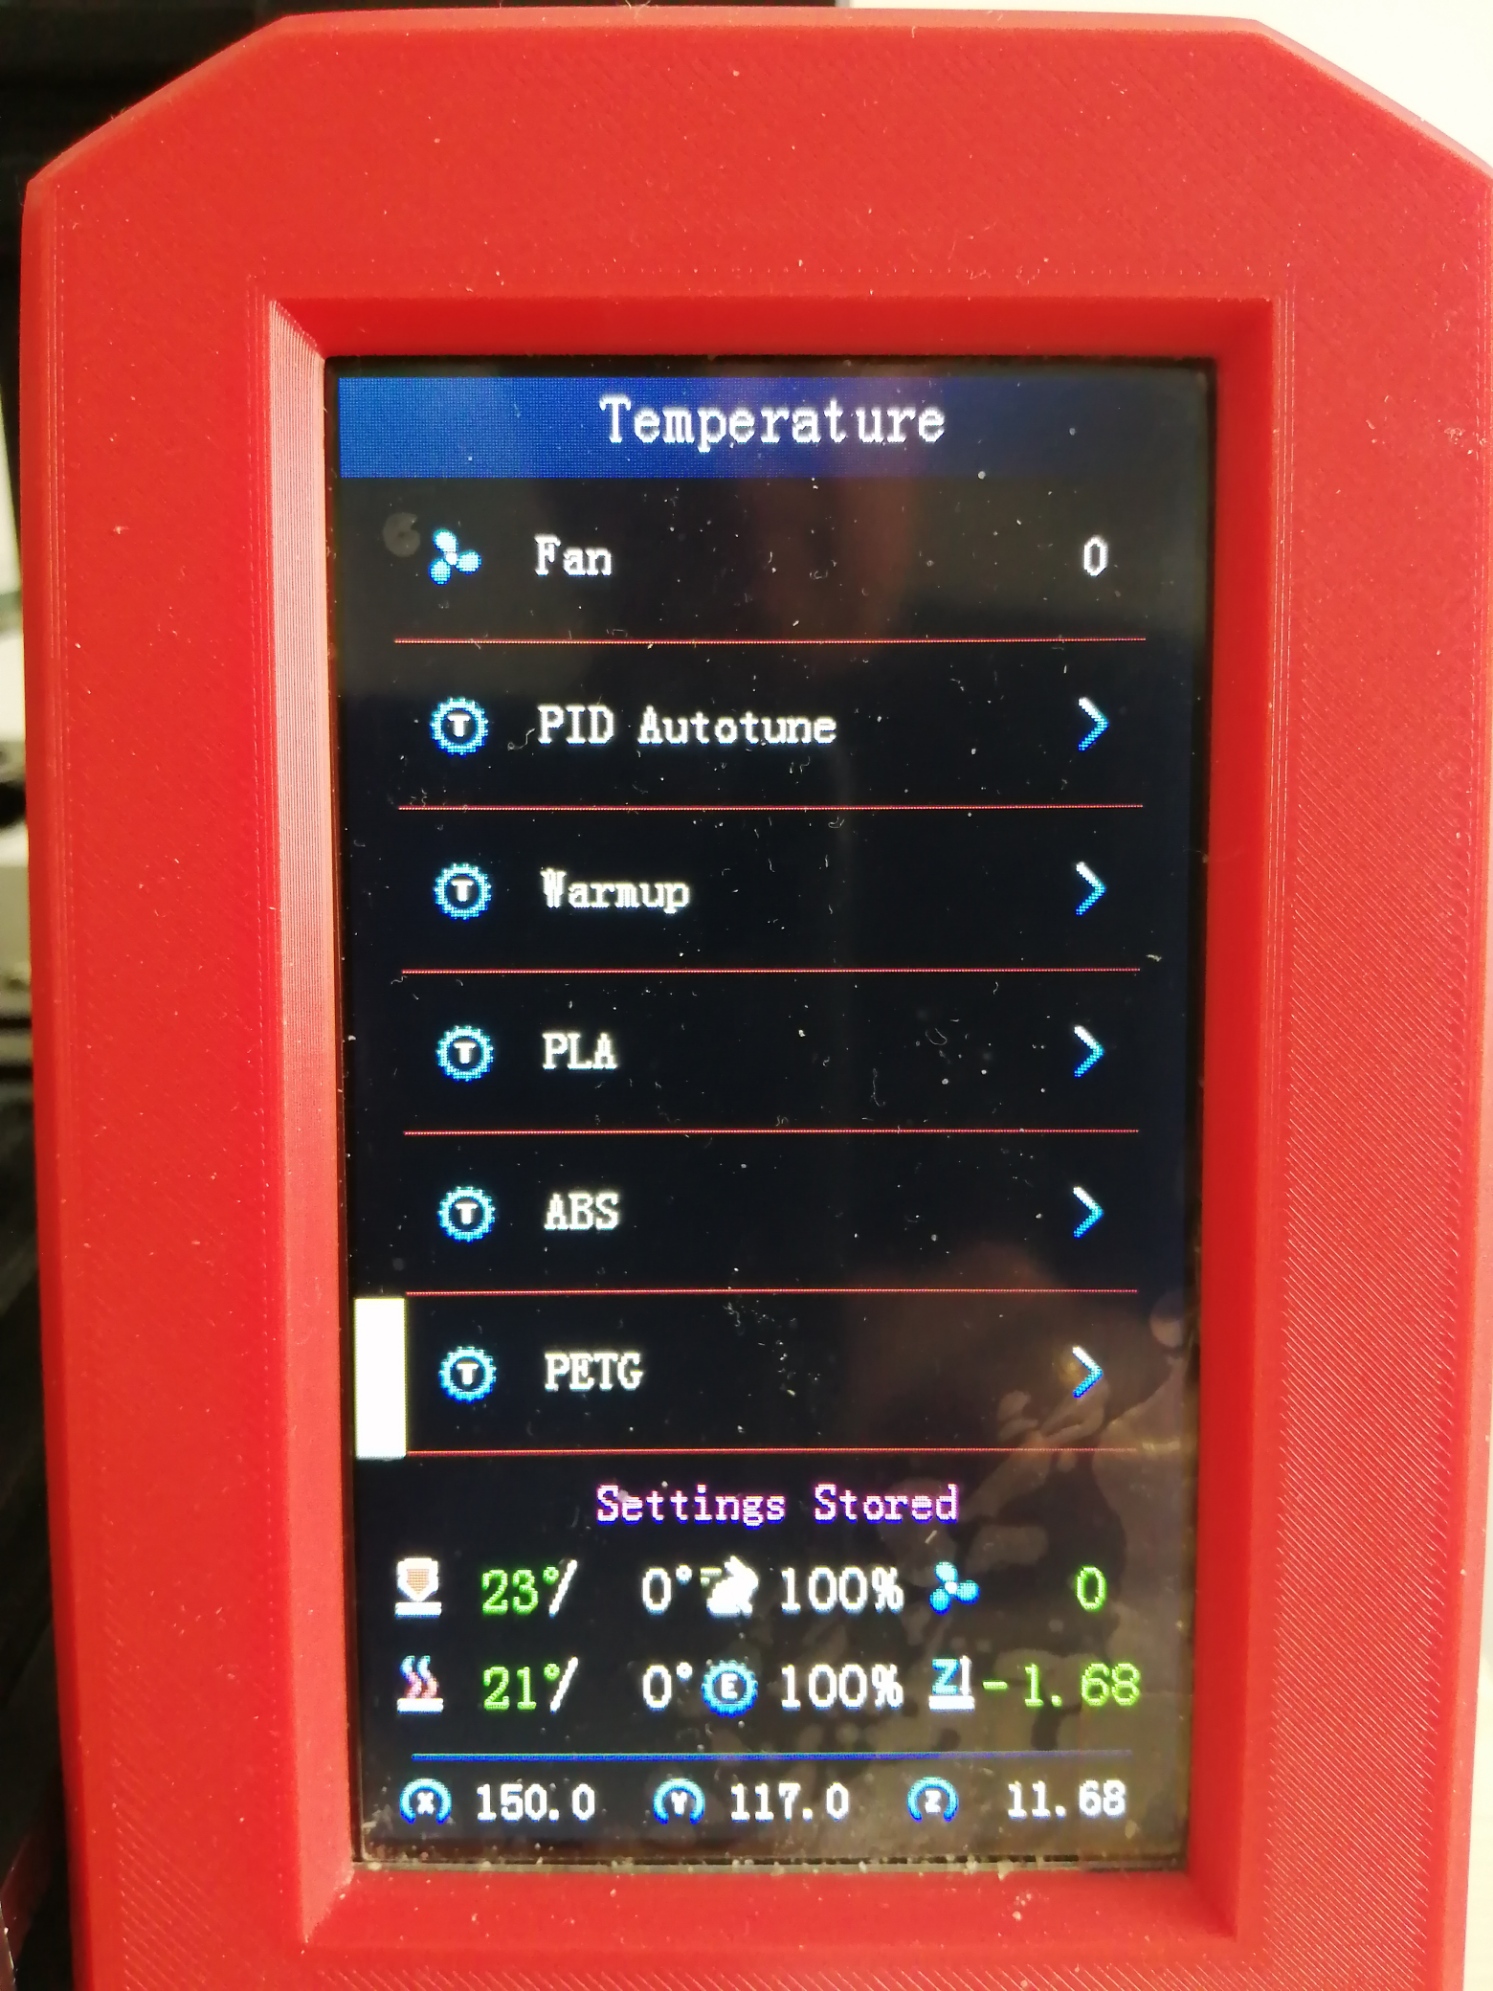 Temperature
Fan 0
PID Autotune
Warmup
PLA
ABS
PETG
Settings Stored
23°/ 0° 100% 0
21°/ 0° E 100% Z -1.68
X 150.0 Y 117.0 Z 11.68